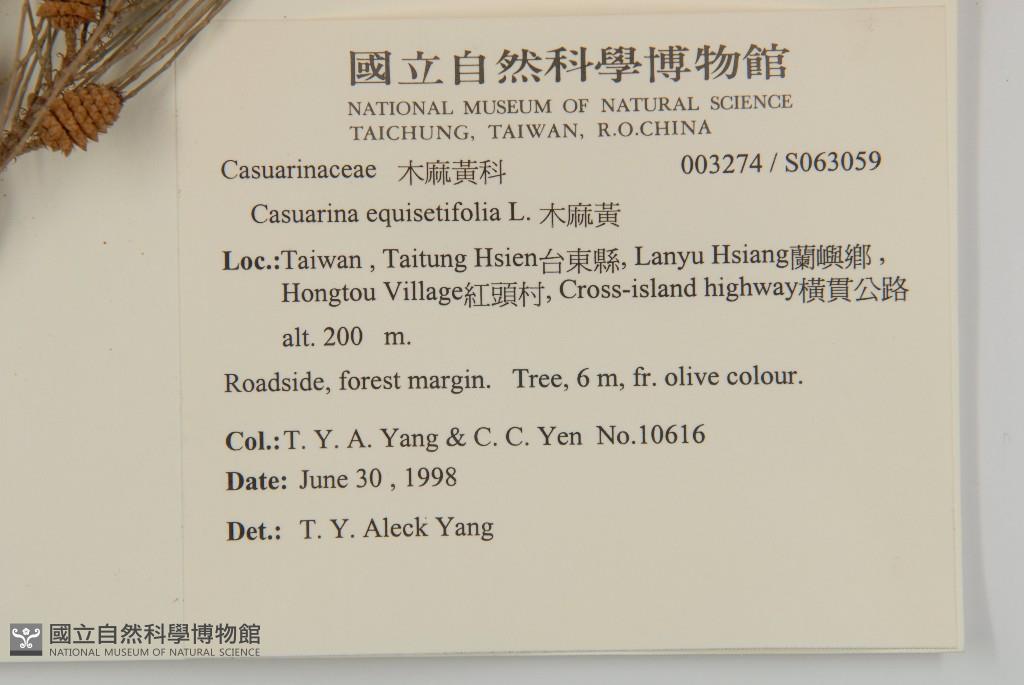 國立自然科學博物館
NATIONAL MUSEUM OF NATURAL SCIENCE
TAICHUNG, TAIWAN, R.O.CHINA
Casuarinaceae 木麻黃科 003274 / S063059
Casuarina equisetifolia L. 木麻黃
Loc.:Taiwan , Taitung Hsien台東縣, Lanyu Hsiang蘭嶼鄉 ,
Hongtou Village紅頭村, Cross-island highway橫貫公路
alt. 200 m.
Roadside, forest margin. Tree, 6 m, fr. olive colour.
Col.:T. Y. A. Yang & C. C. Yen No.10616
Date: June 30 , 1998
Det.: T. Y. Aleck Yang
國立自然科學博物館
NATIONAL MUSEUM OF NATURAL SCIENCE